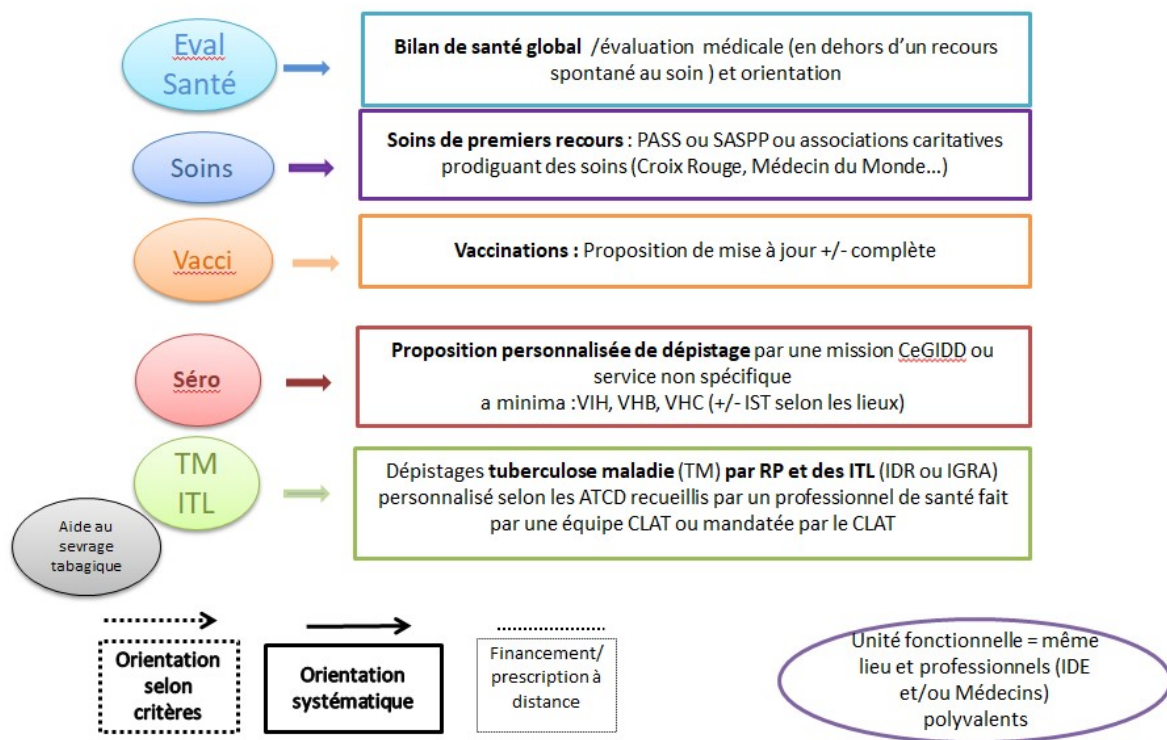 Eval
Santé
Bilan de santé global /évaluation médicale (en dehors d'un recours
spontané au soin ) et orientation
Soins
Soins de premiers recours : PASS ou SASPP ou associations caritatives
prodiguant des soins (Croix Rouge, Médecin du Monde...)
Vacci
Vaccinations : Proposition de mise à jour +/- complète
Séro
Proposition personnalisée de dépistage par une mission CeGIDD ou
service non spécifique
a minima :VIH, VHB, VHC (+/- IST selon les lieux)
TM
ITL
Dépistages tuberculose maladie (TM) par RP et des ITL (IDR ou IGRA)
personnalisé selon les ATCD recueillis par un professionnel de santé fait
par une équipe CLAT ou mandatée par le CLAT
Aide au
sevrage
tabagique
Orientation
selon
critères
Orientation
systématique
Financement/
prescription à
distance
Unité fonctionnelle = même
lieu et professionnels (IDE
et/ou Médecins)
polyvalents